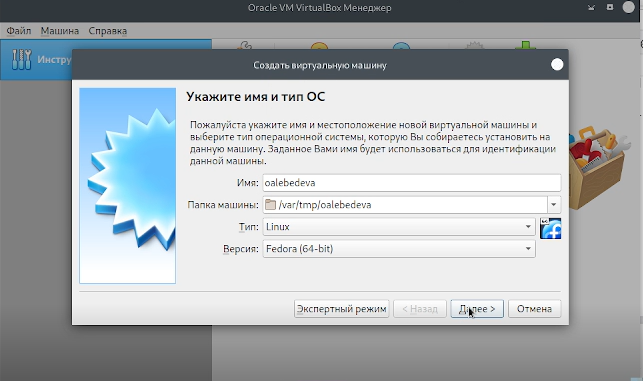 Oracle VM VirtualBox Менеджер
Файл Машина Справка
Создать виртуальную машину
Укажите имя и тип ОС
Пожалуйста укажите имя и местоположение новой виртуальной машины и
выберите тип операционной системы, которую Вы собираетесь установить на
данную машину. Заданное Вами имя будет использоваться для идентификации
данной машины.
Имя: oalebedeva
Папка машины: /var/tmp/oalebedeva
Тип: Linux
Версия: Fedora (64-bit)
Экспертный режим < Назад Далее > Отмена